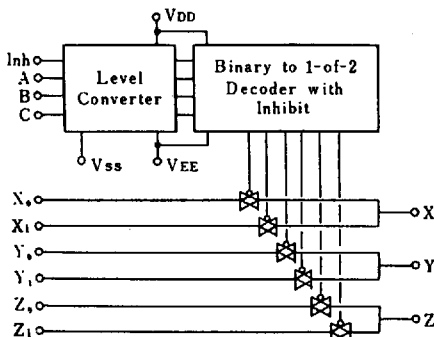 VDD
Inh
A
B
C
Level
Converter
Binary to 1-of-2
Decoder with
Inhibit
VSS
VEE
X₀
X₁
X
Y₀
Y₁
Y
Z₀
Z₁
Z